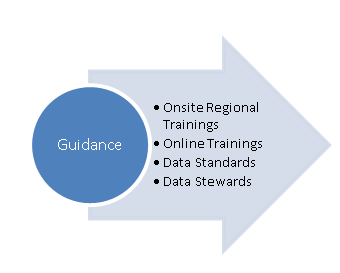 Guidance
• Onsite Regional
Trainings
• Online Trainings
• Data Standards
• Data Stewards